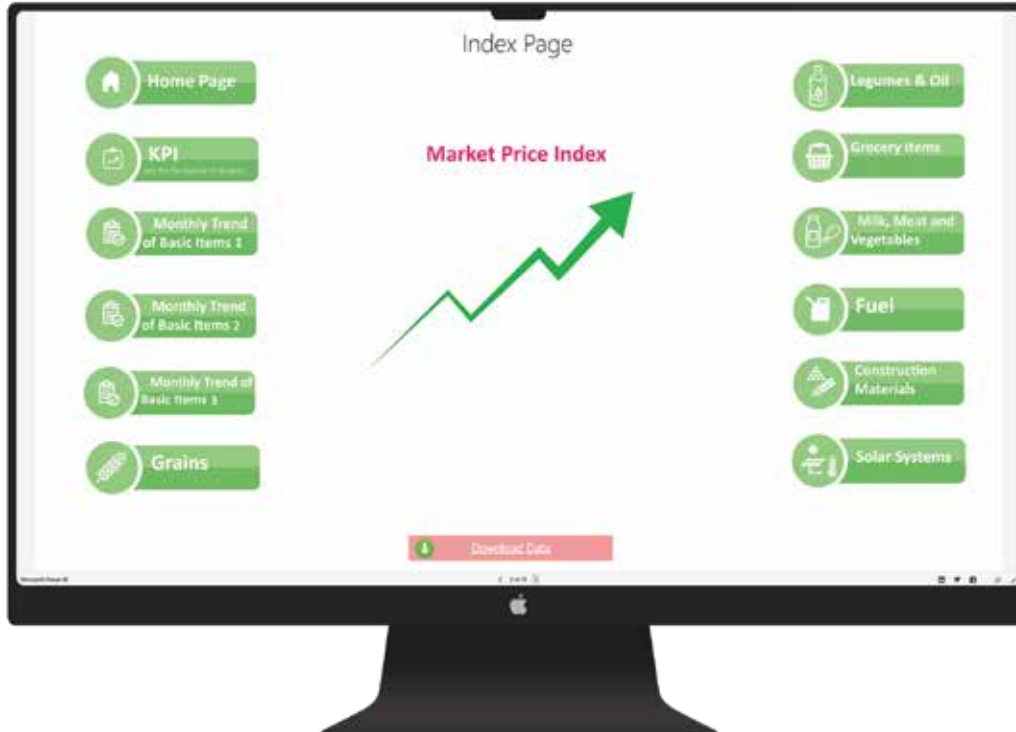 Index Page
Home Page
KPI
Monthly Trend
of Basic Items 1
Monthly Trend
of Basic Items 2
Monthly Trend of
Basic Items 3
Grains
Market Price Index
Legumes & Oil
Grocery Items
Milk, Meat and
Vegetables
Fuel
Construction
Materials
Solar Systems
Download Data